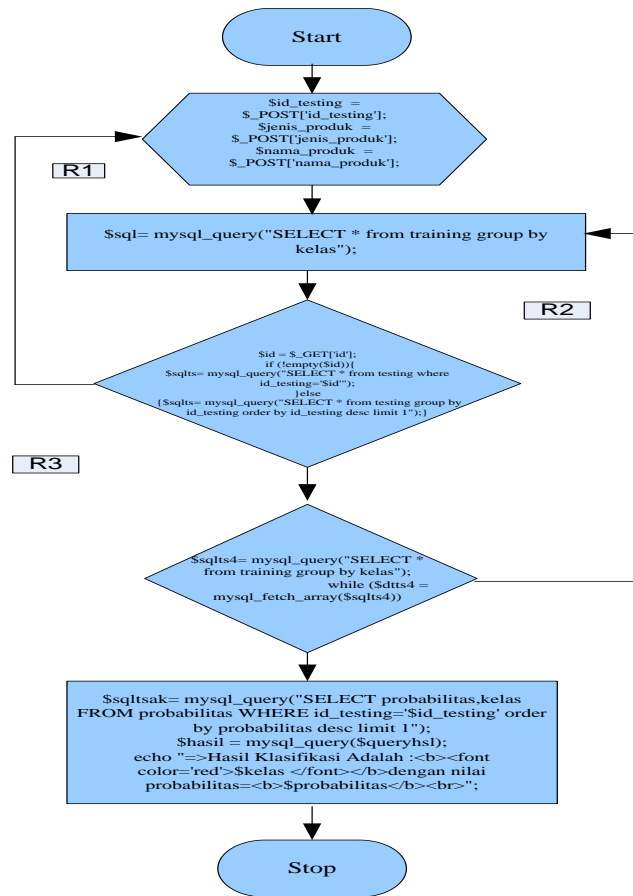 Start
$id_testing =
$_POST['id_testing'];
$jenis_produk =
$_POST['jenis_produk'];
$nama_produk =
$_POST['nama_produk'];
R1
$sql= mysql_query("SELECT * from training group by
kelas");
R2
$id = $_GET['id'];
if (!empty($id)){
$sqlts= mysql_query("SELECT * from testing where
id_testing='$id'");
}else
{$sqlts= mysql_query("SELECT * from testing group by
id_testing order by id_testing desc limit 1");}
R3
$sqlts4= mysql_query("SELECT *
from training group by kelas");
while ($dtts4 =
mysql_fetch_array($sqlts4))
$sqltsak= mysql_query("SELECT probabilitas,kelas
FROM probabilitas WHERE id_testing='$id_testing' order
by probabilitas desc limit 1");
$hasil = mysql_query($queryhsl);
echo "=>Hasil Klasifikasi Adalah :<b><font
color='red'>$kelas </font></b>dengan nilai
probabilitas=<b>$probabilitas</b><br>";
Stop